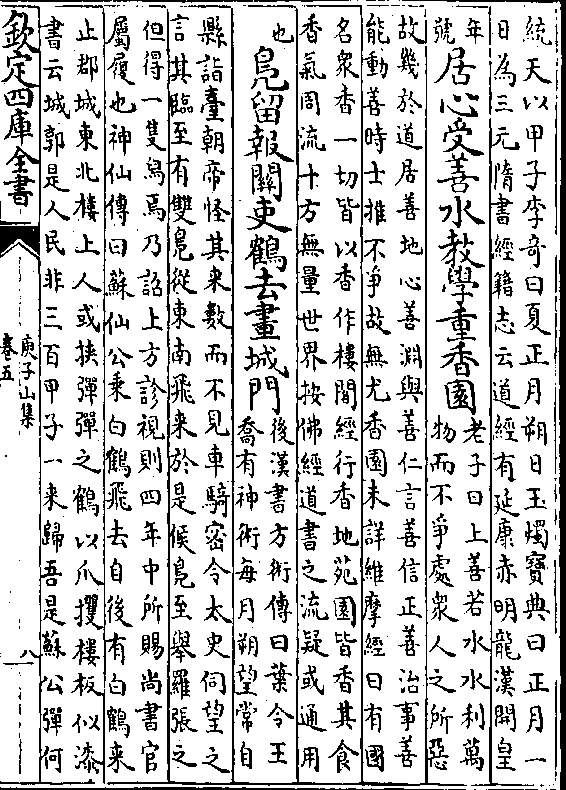 統天以甲子李奇曰夏正月朔日玉燭寶典曰正月一
日為三元隋書經籍志云道經有延康赤明龍漢開皇
年
號
居心受善水教學重香園
老子曰上善若水水利萬
物而不爭處衆人之所惡
故幾於道居善地心善淵與善仁言善信正善治事善
能動善時士推不爭故無尤香園未詳維摩經曰有國
名衆香一切皆以香作樓閣經行香地苑園皆香其食
香氣周流十方無量世界按佛經道書之流疑或通用
也
鳧留報關吏鶴去畫城門
後漢書方術傳曰葉令王
喬有神術每月朔望常自
縣詣臺朝帝怪其来數而不見車騎密令太史伺望之
言其臨至有雙鳧從東南飛来於是候鳧至舉羅張之
但得一隻舄焉乃詔上方診視則四年中所賜尚書官
屬履也神仙傳曰蘇仙公乘白鶴飛去自後有白鶴来
止郡城東北樓上人或挾彈彈之鶴以爪攫樓板似漆
書云城郭是人民非三百甲子一来歸吾是蘇公彈何
欽定四庫全書
庾子山集
卷五
八